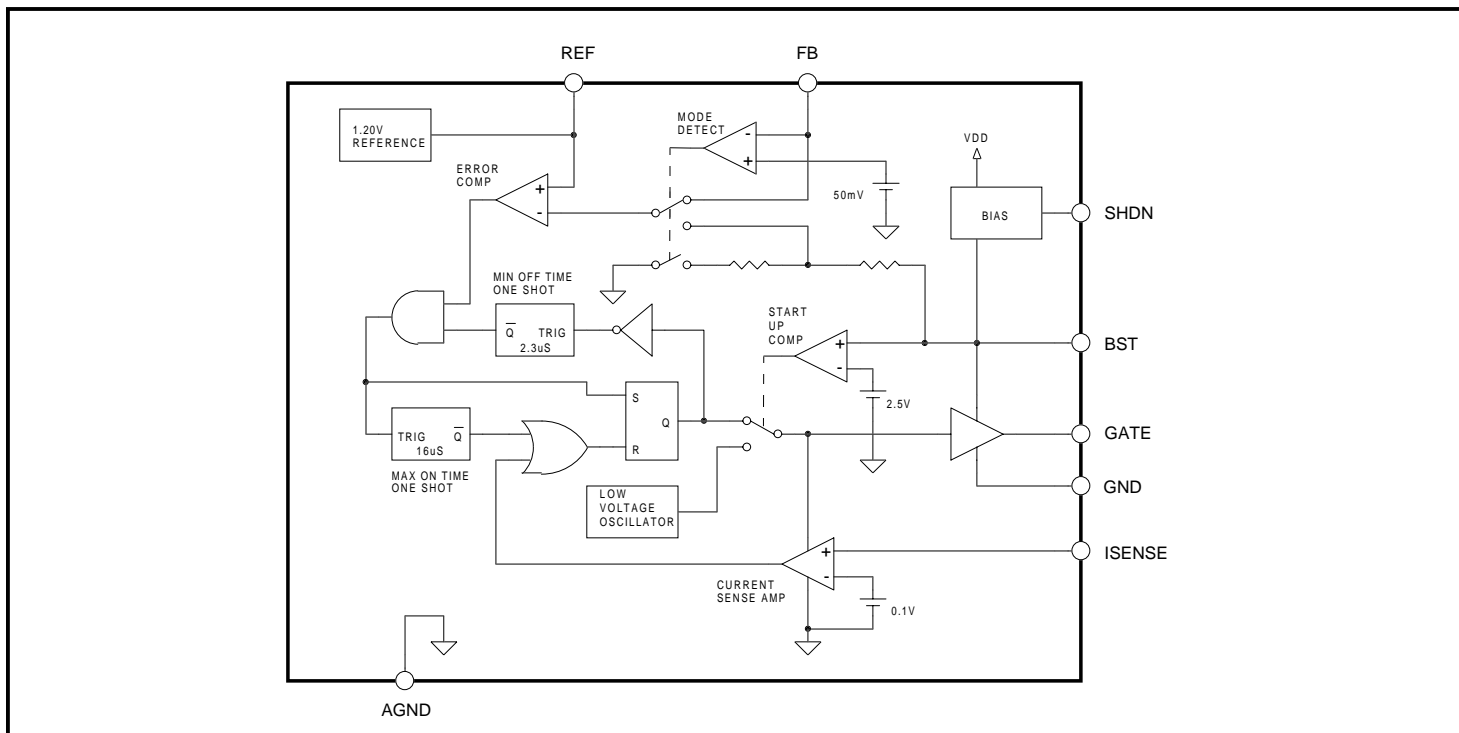 REF
FB
1.20V
REFERENCE
MODE
DETECT
-
+
ERROR
COMP
+
-
50mV
VDD
BIAS
SHDN
MIN OFF TIME
ONE SHOT
Q TRIG
2.3uS
START
UP
COMP
+
-
BST
2.5V
S
Q
R
TRIG Q
16uS
MAX ON TIME
ONE SHOT
GATE
GND
LOW
VOLTAGE
OSCILLATOR
ISENSE
+
-
CURRENT
SENSE AMP
0.1V
AGND